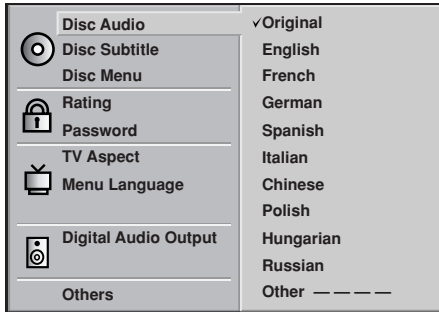 Disc Audio
Disc Subtitle
Disc Menu
Rating
Password
TV Aspect
Menu Language
Digital Audio Output
Others
✓Original
English
French
German
Spanish
Italian
Chinese
Polish
Hungarian
Russian
Other — — — —